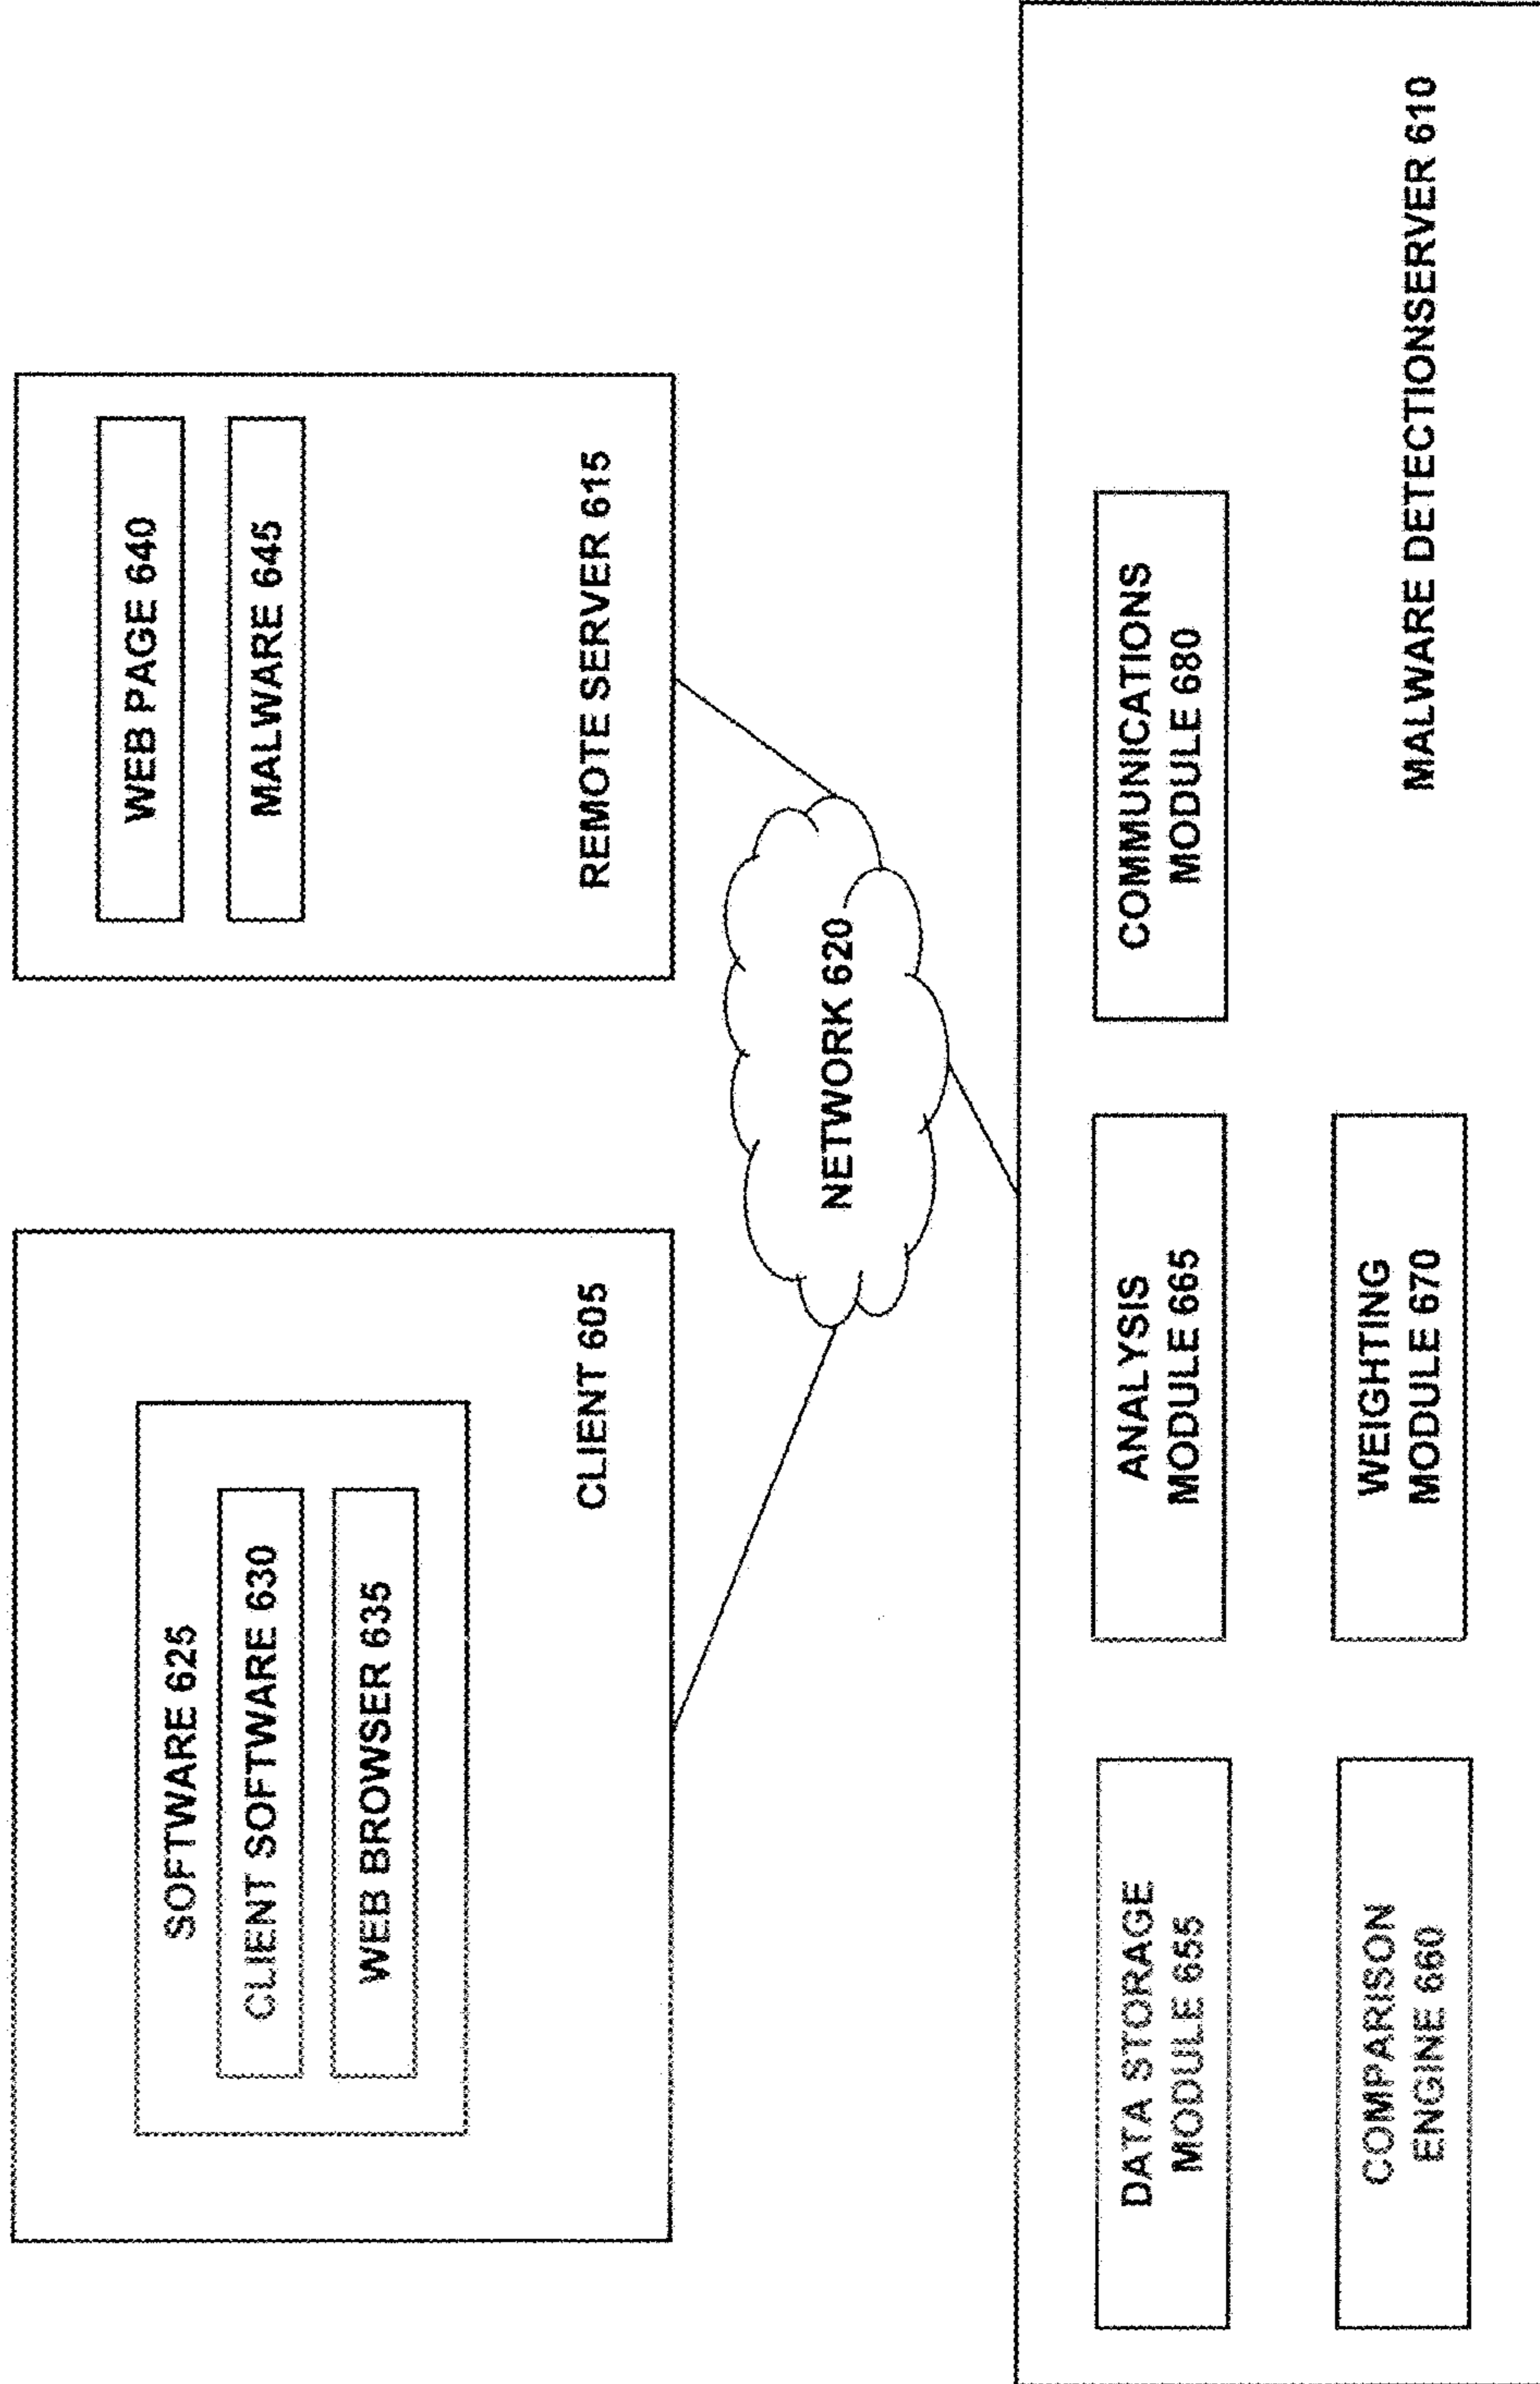 SOFTWARE 625
CLIENT SOFTWARE 630
WEB BROWSER 635
CLIENT 605
WEB PAGE 640
MALWARE 645
REMOTE SERVER 615
NETWORK 620
DATA STORAGE
MODULE 655
ANALYSIS
MODULE 665
COMMUNICATIONS
MODULE 680
COMPARISON
ENGINE 660
WEIGHTING
MODULE 670
MALWARE DETECTIONSERVER 610